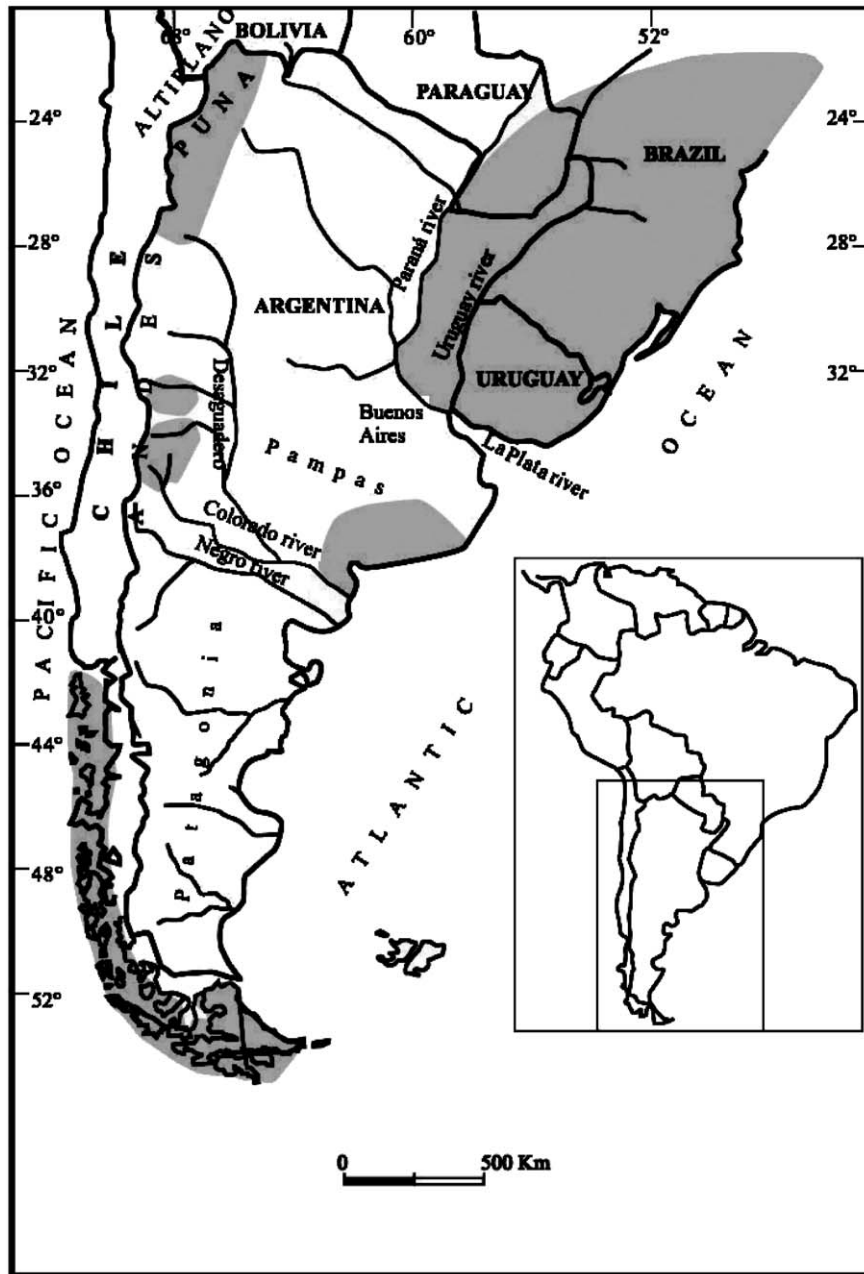 68° 60° 52°
BOLIVIA
ALTIPLANO
PUNA
PARAGUAY
24° 24°
BRAZIL
28° 28°
Paraná river
Uruguay river
ARGENTINA
CHILE
ANDES
PACIFIC OCEAN
32° 32°
Desaguadero
URUGUAY
Buenos
Aires
La Plata river
Pampas
36°
Colorado river
Negro river
40°
Patagonia
44°
ATLANTIC OCEAN
48°
52°
0 500 Km